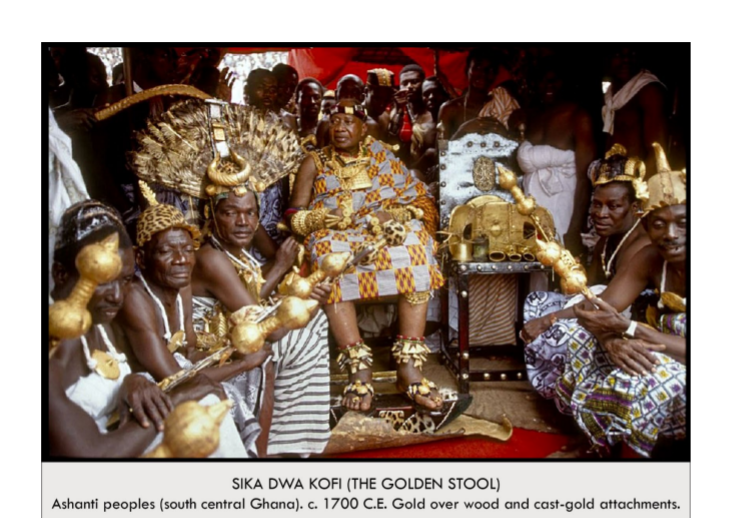 SIKA DWA KOFI (THE GOLDEN STOOL)
Ashanti peoples (south central Ghana). c. 1700 C.E. Gold over wood and cast-gold attachments.